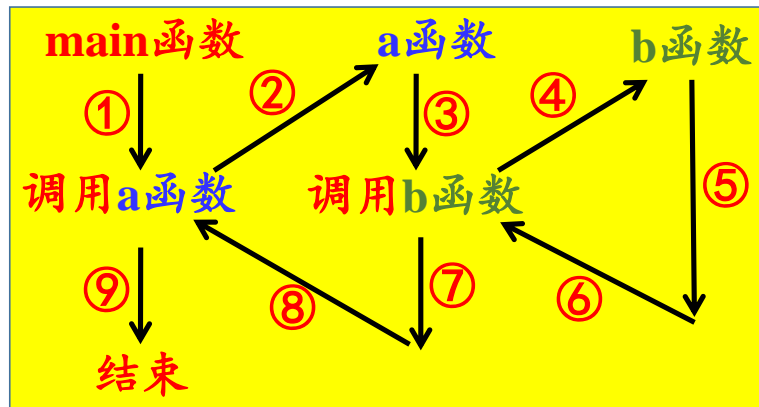 main函数 a函数 b函数
① ② ③ ④
调用a函数 调用b函数 ⑤
⑨ ⑧ ⑦ ⑥
结束